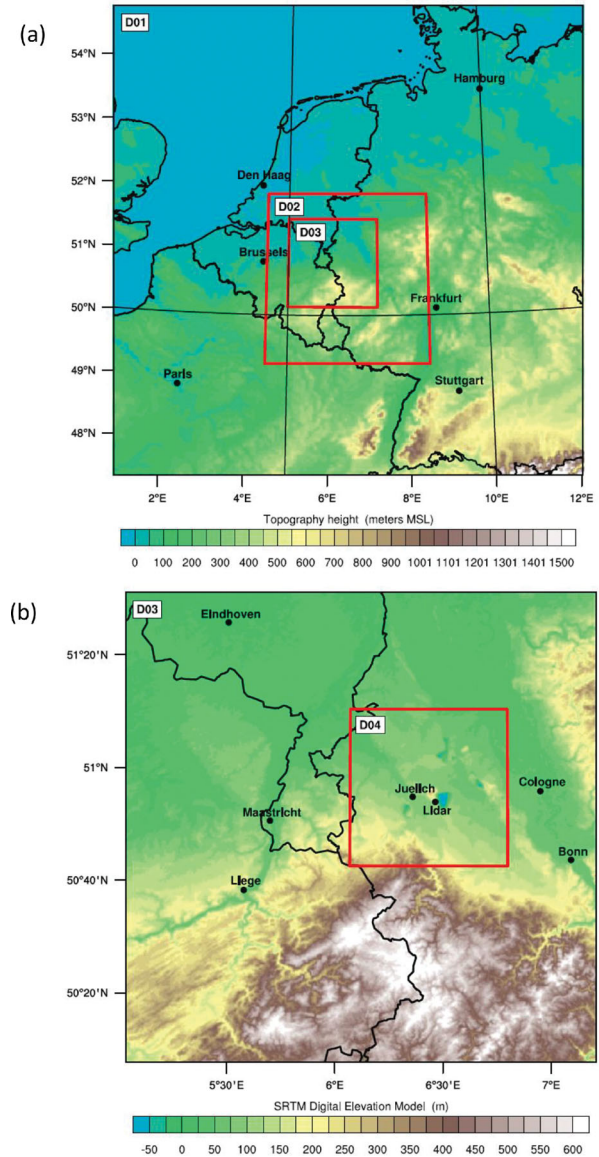 (a)
D01
54°N
Hamburg
53°N
52°N
Den Haag
D02
51°N
D03
Brussels
50°N
Frankfurt
49°N
Paris
Stuttgart
48°N
2°E 4°E 6°E 8°E 10°E 12°E
Topography height (meters MSL)
0 100 200 300 400 500 600 700 800 900 1001 1101 1201 1301 1401 1500
(b)
D03
Eindhoven
51°20'N
D04
51°N
Juelich
Cologne
Lidar
Maastricht
Bonn
50°40'N
Liege
50°20'N
5°30'E 6°E 6°30'E 7°E
SRTM Digital Elevation Model (m)
-50 0 50 100 150 200 250 300 350 400 450 500 550 600